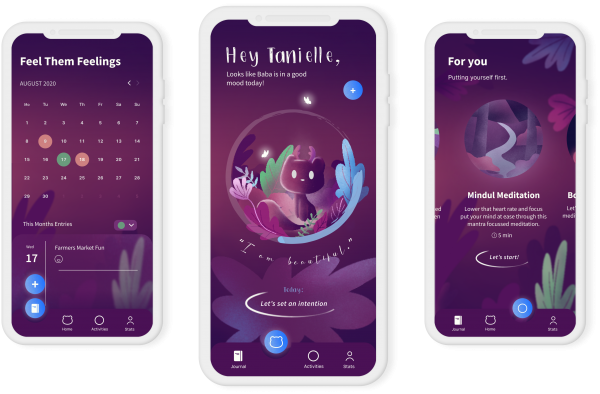 Feel Them Feelings
AUGUST 2020
Mo Tu We Th Fr Sa Su
1 2 3 4 5 6 7
8 9 10 11 12 13 14
15 16 17 18 19 20 21
22 23 24 25 26 27 28
29 30
This Months Entries
Wed
17
Farmers Market Fun
Home
Activities
Stats
Hey Tanielle,
Looks like Baba is in a good
mood today!
"I am beautiful."
Today:
Let's set on intention
Journal
Activities
Stats
For you
Putting yourself first.
Mindul Meditation
Lower that heart rate and focus
put your mind at ease through this
mantra focussed meditation.
5 min
Let's start!
Journal
Home
Stats